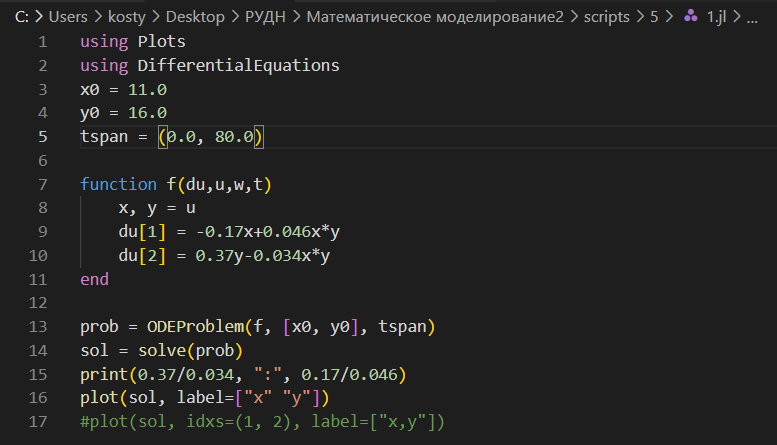 C: > Users > kosty > Desktop > РУДН > Математическое моделирование2 > scripts > 5 > 1.jl > ...
1 using Plots
2 using DifferentialEquations
3 x0 = 11.0
4 y0 = 16.0
5 tspan = (0.0, 80.0)
6
7 function f(du,u,w,t)
8     x, y = u
9     du[1] = -0.17x+0.046x*y
10     du[2] = 0.37y-0.034x*y
11 end
12
13 prob = ODEProblem(f, [x0, y0], tspan)
14 sol = solve(prob)
15 print(0.37/0.034, ":", 0.17/0.046)
16 plot(sol, label=["x" "y"])
17 #plot(sol, idxs=(1, 2), label=["x,y"])